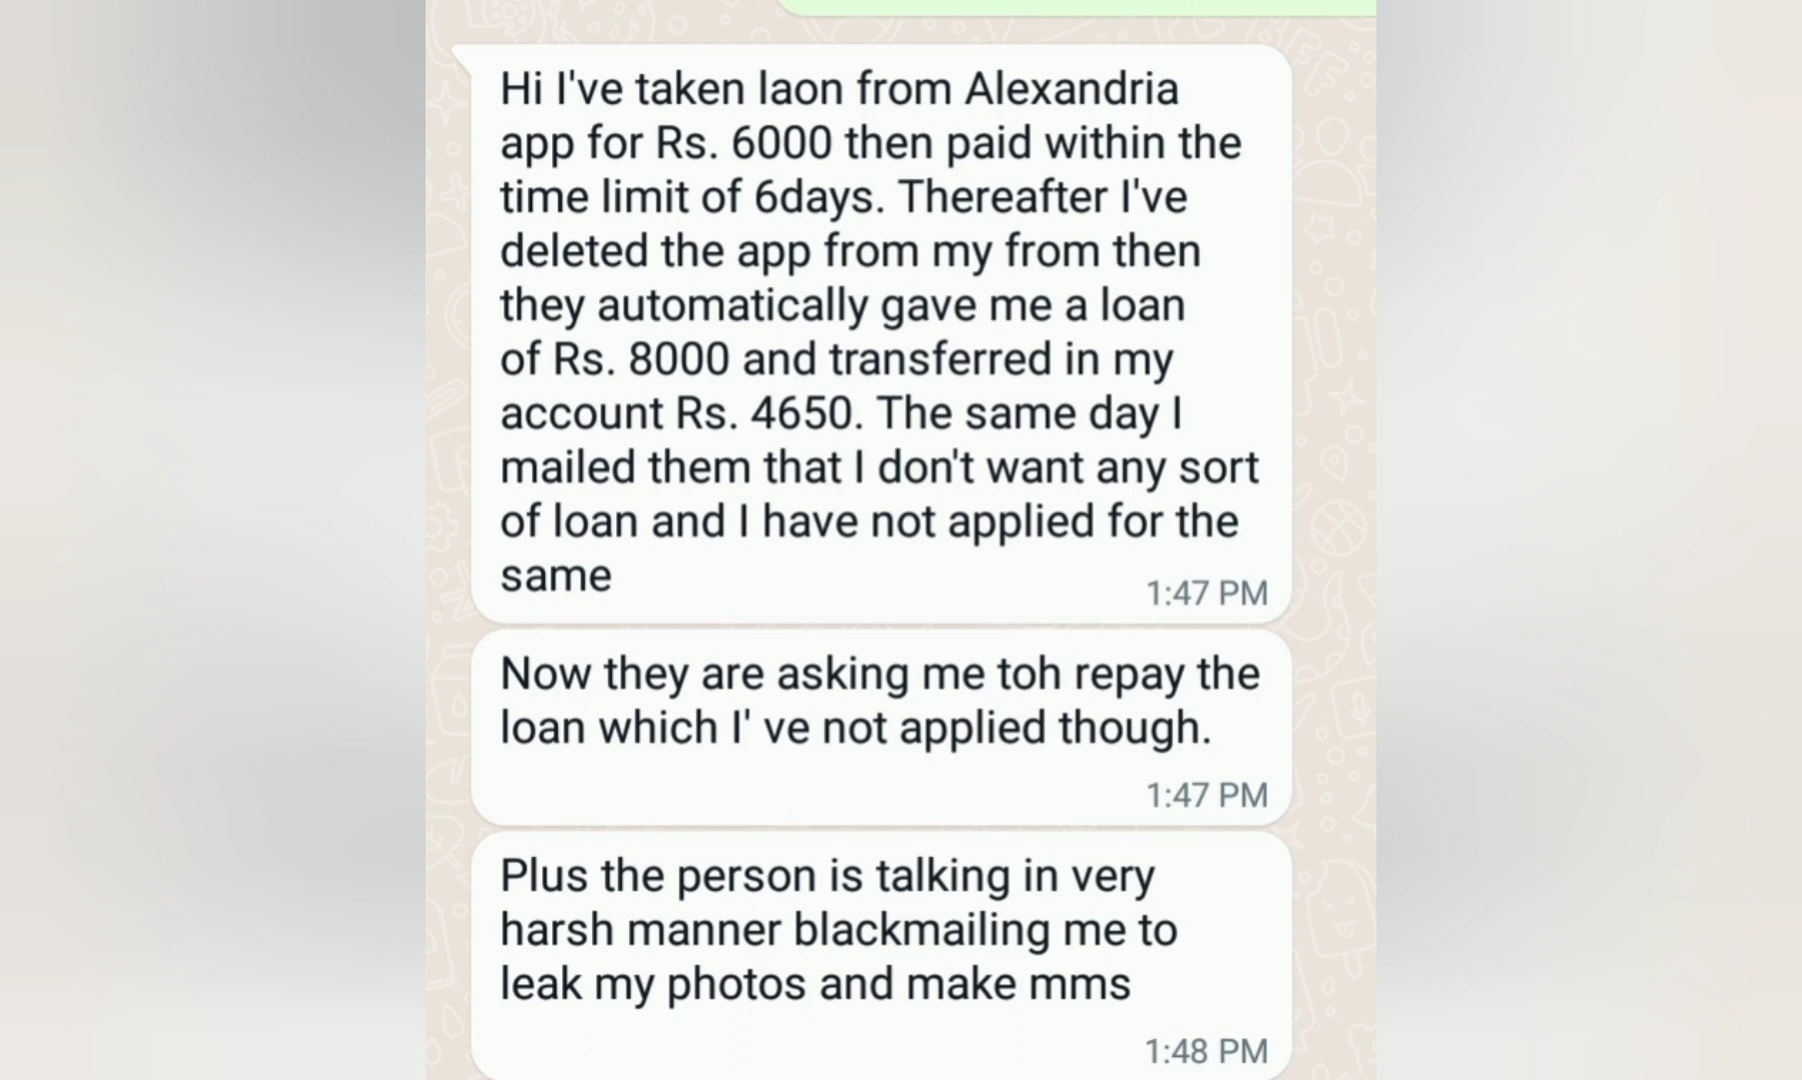 Hi I've taken laon from Alexandria
app for Rs. 6000 then paid within the
time limit of 6days. Thereafter I've
deleted the app from my from then
they automatically gave me a loan
of Rs. 8000 and transferred in my
account Rs. 4650. The same day I
mailed them that I don't want any sort
of loan and I have not applied for the
same
1:47 PM
Now they are asking me toh repay the
loan which I' ve not applied though.
1:47 PM
Plus the person is talking in very
harsh manner blackmailing me to
leak my photos and make mms
1:48 PM